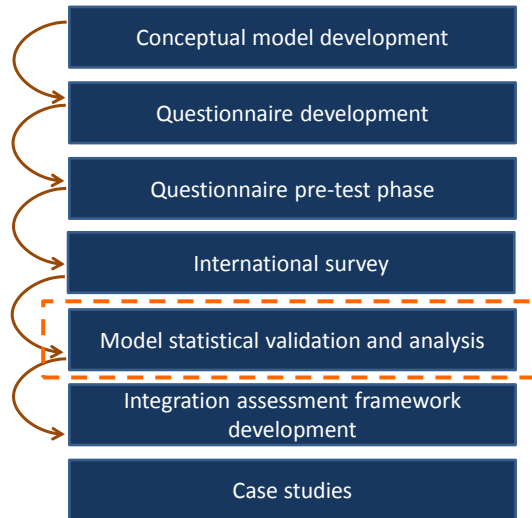 Conceptual model development
Questionnaire development
Questionnaire pre-test phase
International survey
Model statistical validation and analysis
Integration assessment framework
development
Case studies